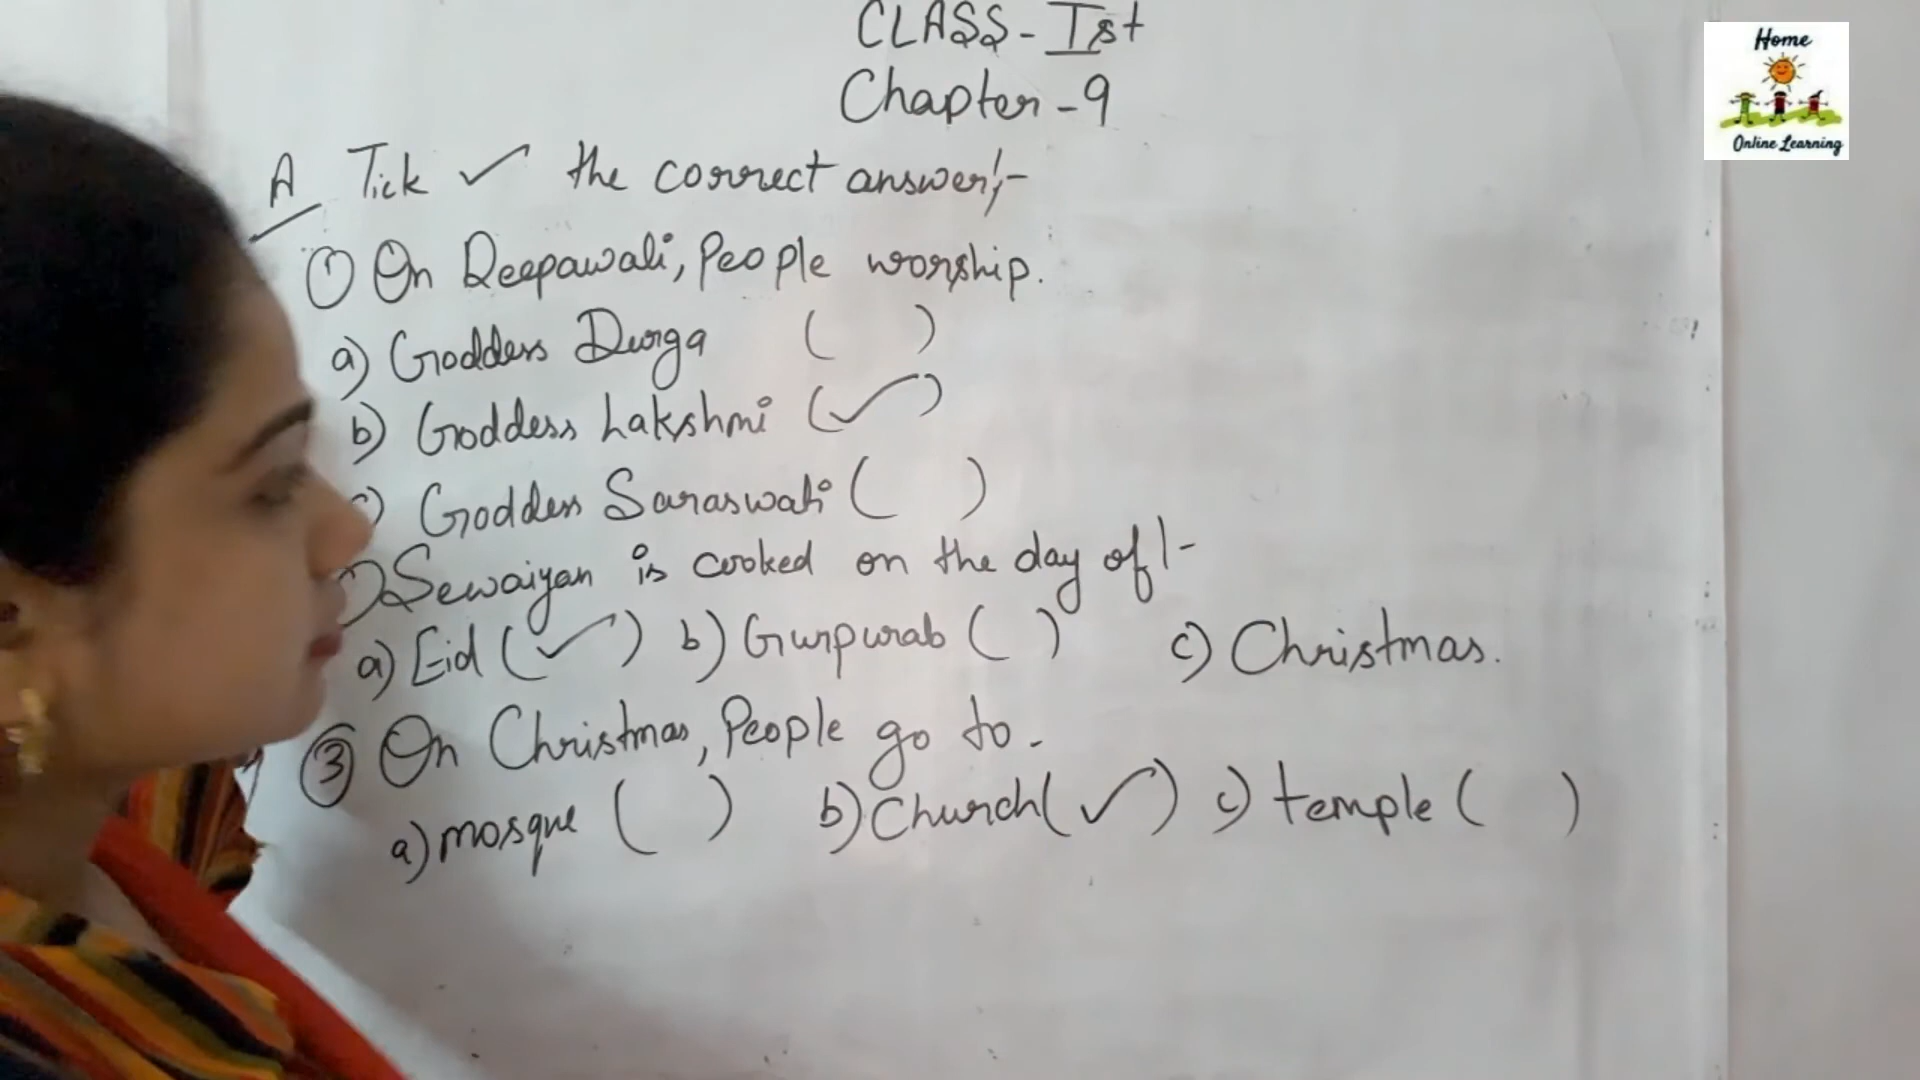 CLASS - Ist
Chapter - 9
A Tick ✓ the correct answer:-
① On Deepawali, People worship.
a) Goddess Durga ( )
b) Goddess Lakshmi (✓)
c) Goddess Saraswati ( )
) Sewaiyan is cooked on the day of :-
a) Eid (✓) b) Gurpurab ( ) c) Christmas.
③ On Christmas, People go to -
a) mosque ( ) b) Church (✓) c) temple ( )
Home
Online Learning